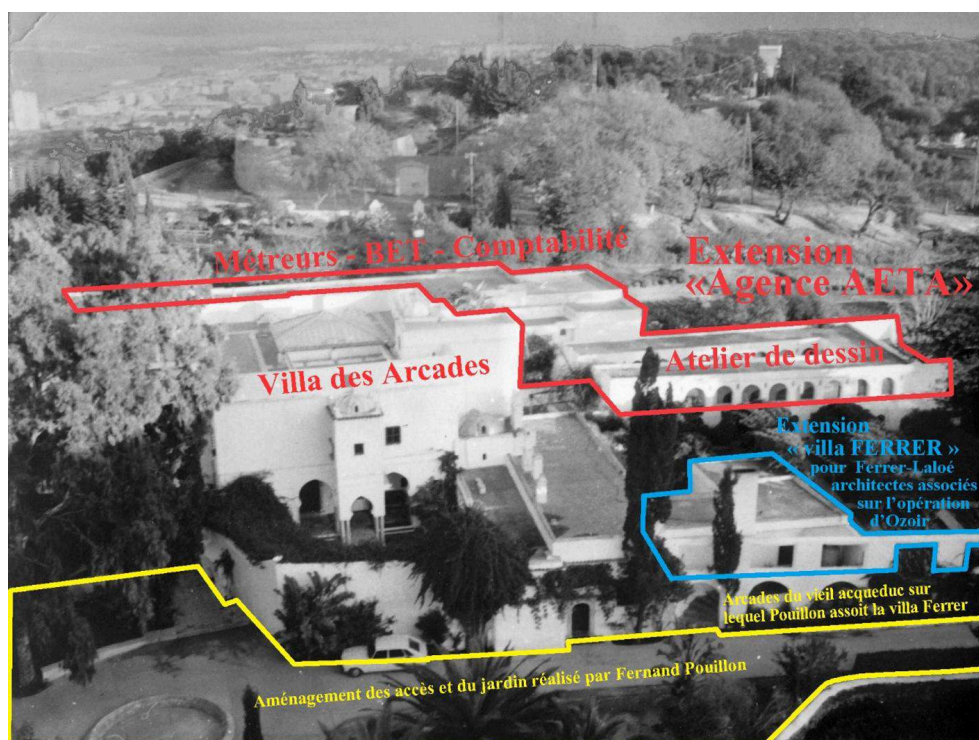 Métreurs - BET - Comptabilité
Extension
«Agence AETA»
Atelier de dessin
Villa des Arcades
Extension
« villa FERRER »
pour Ferrer-Laloé
architectes associés
sur l'opération
d'Ozoir
Arcades du vieil acqueduc sur
lequel Pouillon assoit la villa Ferrer
Aménagement des accès et du jardin réalisé par Fernand Pouillon